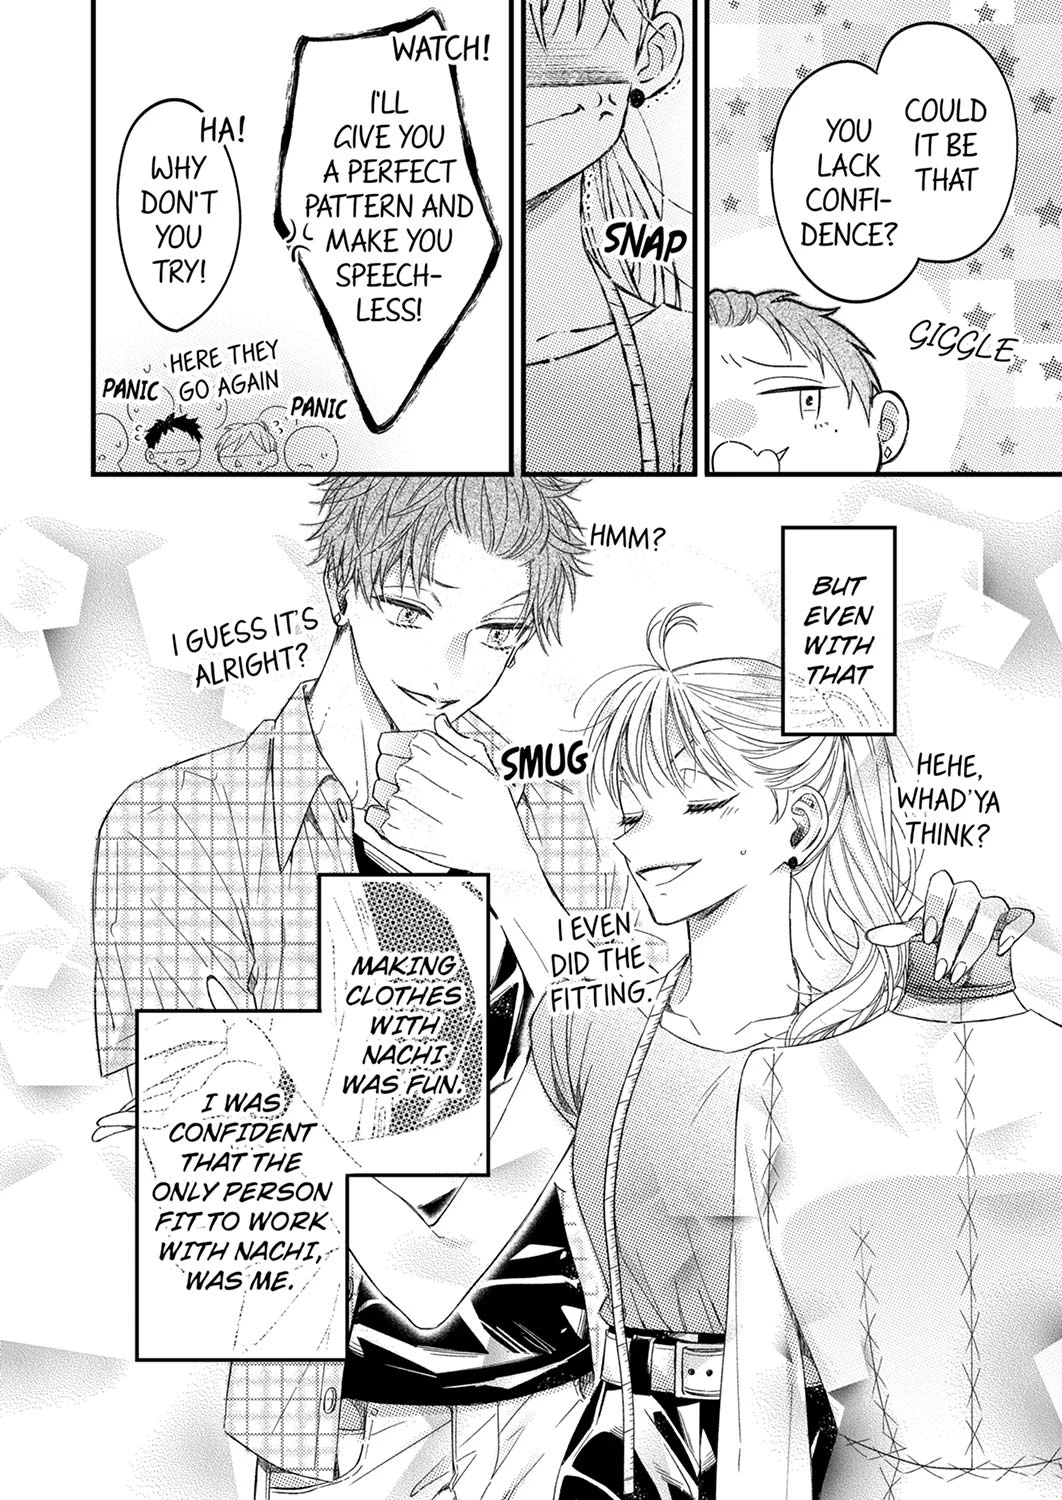 COULD
IT BE
THAT
YOU
LACK
CONFI-
DENCE?
GIGGLE
SNAP
WATCH!
I'LL
GIVE YOU
A PERFECT
PATTERN AND
MAKE YOU
SPEECH-
LESS!
HA!
WHY
DON'T
YOU
TRY!
HERE THEY
GO AGAIN
PANIC
PANIC
BUT
EVEN
WITH
THAT
HMM?
I GUESS IT'S
ALRIGHT?
SMUG
HEHE,
WHAD'YA
THINK?
I EVEN
DID THE
FITTING.
MAKING
CLOTHES
WITH
NACHI
WAS FUN.
I WAS
CONFIDENT
THAT THE
ONLY PERSON
FIT TO WORK
WITH NACHI,
WAS ME.